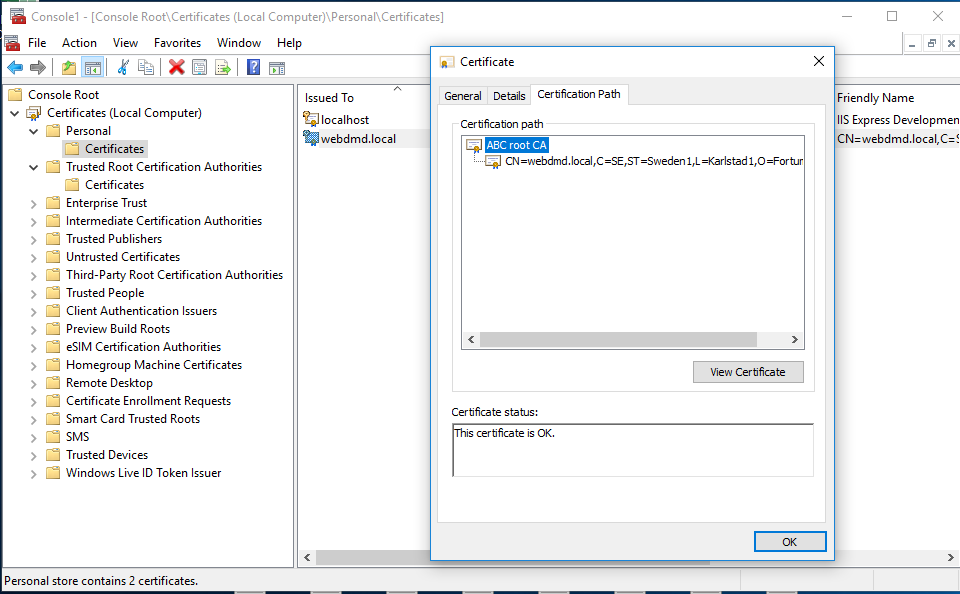 Console1 - [Console Root\Certificates (Local Computer)\Personal\Certificates]
File Action View Favorites Window Help
Console Root
Certificates (Local Computer)
Personal
Certificates
Trusted Root Certification Authorities
Certificates
Enterprise Trust
Intermediate Certification Authorities
Trusted Publishers
Untrusted Certificates
Third-Party Root Certification Authorities
Trusted People
Client Authentication Issuers
Preview Build Roots
eSIM Certification Authorities
Homegroup Machine Certificates
Remote Desktop
Certificate Enrollment Requests
Smart Card Trusted Roots
SMS
Trusted Devices
Windows Live ID Token Issuer
Issued To
localhost
webdmd.local
Friendly Name
IIS Express Developmen
CN=webdmd.local,C=S
Certificate
General Details Certification Path
Certification path
ABC root CA
CN=webdmd.local,C=SE,ST=Sweden1,L=Karlstad1,O=Fortun
View Certificate
Certificate status:
This certificate is OK.
OK
Personal store contains 2 certificates.